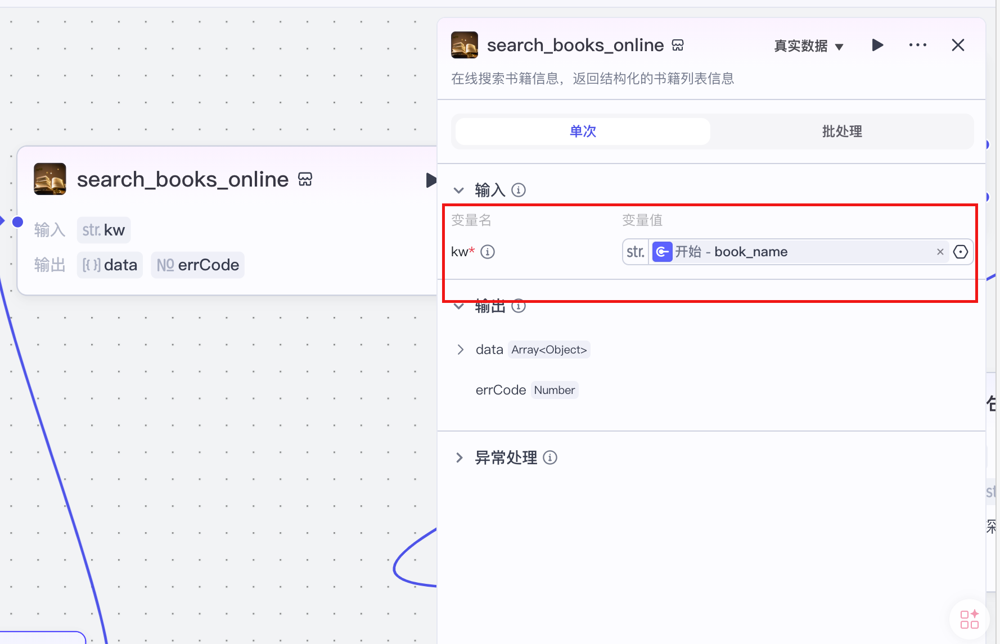 search_books_online
输入 str. kw
输出 [{}] data N0 errCode
search_books_online 真实数据
在线搜索书籍信息，返回结构化的书籍列表信息
单次 批处理
输入
变量名 变量值
kw* str. 开始 - book_name
输出
data Array<Object>
errCode Number
异常处理